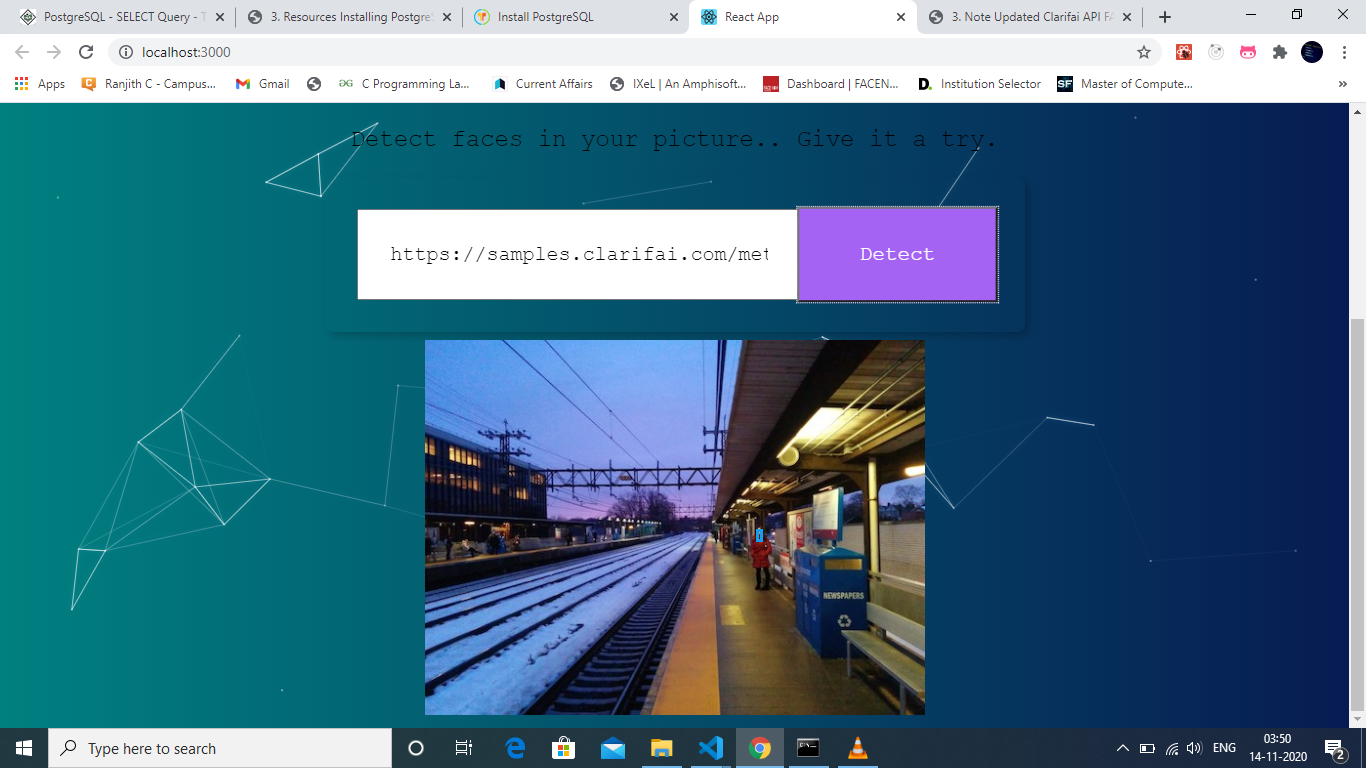 PostgreSQL - SELECT Query - T
3. Resources Installing Postgre
Install PostgreSQL
React App
3. Note Updated Clarifai API FA
localhost:3000
Apps
Ranjith C - Campus...
Gmail
C Programming La...
Current Affairs
IXeL | An Amphisoft...
Dashboard | FACEN...
Institution Selector
Master of Compute...
Detect faces in your picture.. Give it a try.
https://samples.clarifai.com/met
Detect
NEWSPAPERS
Type here to search
ENG
03:50
14-11-2020
2